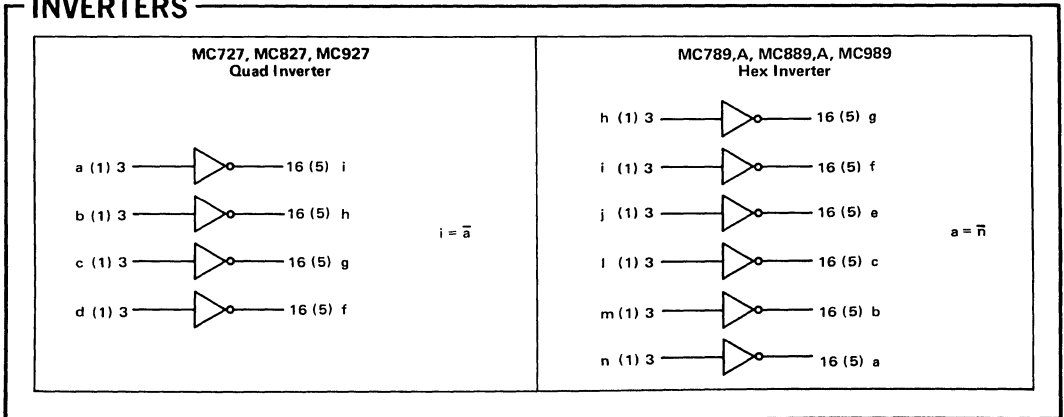 INVERTERS
MC727, MC827, MC927
Quad Inverter
a (1) 3 16 (5) i
b (1) 3 16 (5) h
c (1) 3 16 (5) g
d (1) 3 16 (5) f
i = a̅
MC789,A, MC889,A, MC989
Hex Inverter
h (1) 3 16 (5) g
i (1) 3 16 (5) f
j (1) 3 16 (5) e
l (1) 3 16 (5) c
m (1) 3 16 (5) b
n (1) 3 16 (5) a
a = n̅